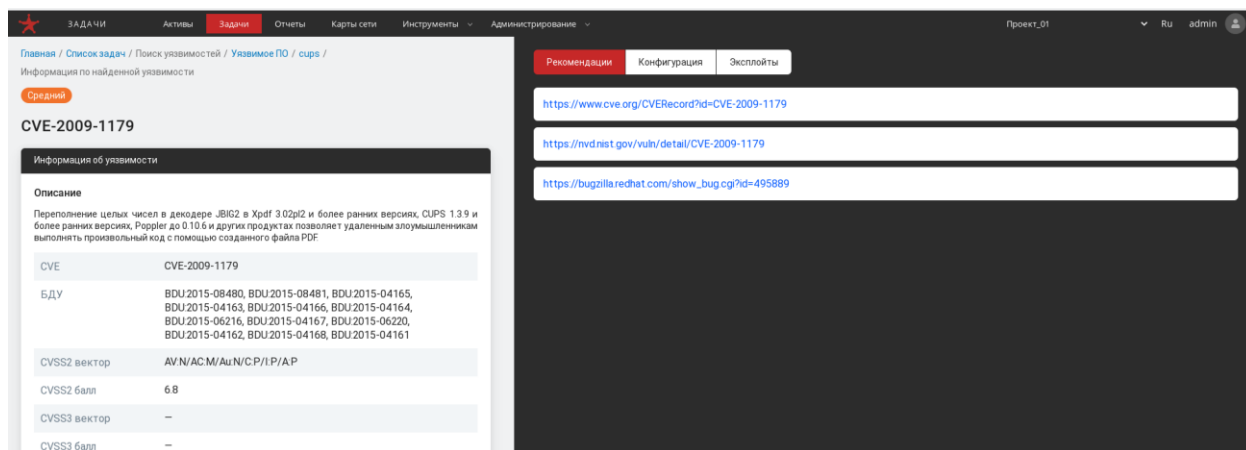 ЗАДАЧИ Активы Задачи Отчеты Карты сети Инструменты Администрирование Проект_01 Ru admin
Главная / Список задач / Поиск уязвимостей / Уязвимое ПО / cups /
Информация по найденной уязвимости
Средний
CVE-2009-1179
Информация об уязвимости
Описание
Переполнение целых чисел в декодере JBIG2 в Xpdf 3.02pl2 и более ранних версиях, CUPS 1.3.9 и
более ранних версиях, Poppler до 0.10.6 и других продуктах позволяет удаленным злоумышленникам
выполнять произвольный код с помощью созданного файла PDF.
CVE CVE-2009-1179
БДУ BDU:2015-08480, BDU:2015-08481, BDU:2015-04165,
BDU:2015-04163, BDU:2015-04166, BDU:2015-04164,
BDU:2015-06216, BDU:2015-04167, BDU:2015-06220,
BDU:2015-04162, BDU:2015-04168, BDU:2015-04161
CVSS2 вектор AV:N/AC:M/Au:N/C:P/I:P/A:P
CVSS2 балл 6.8
CVSS3 вектор —
CVSS3 балл —
Рекомендации Конфигурация Эксплойты
https://www.cve.org/CVERecord?id=CVE-2009-1179
https://nvd.nist.gov/vuln/detail/CVE-2009-1179
https://bugzilla.redhat.com/show_bug.cgi?id=495889